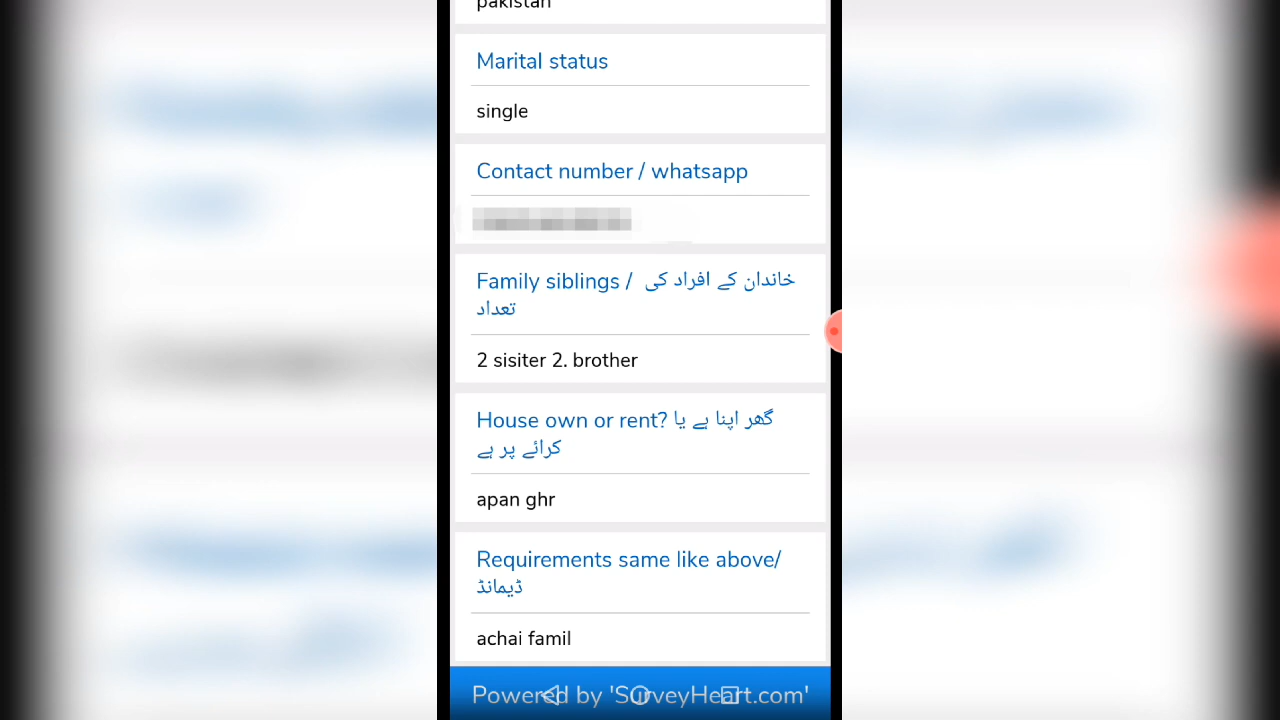 pakistan
Marital status
single
Contact number / whatsapp
Family siblings / خاندان کے افراد کی
تعداد
2 sisiter 2. brother
House own or rent? گھر اپنا ہے یا
کرائے پر ہے
apan ghr
Requirements same like above/
ڈیمانڈ
achai famil
Powered by 'SurveyHeart.com'